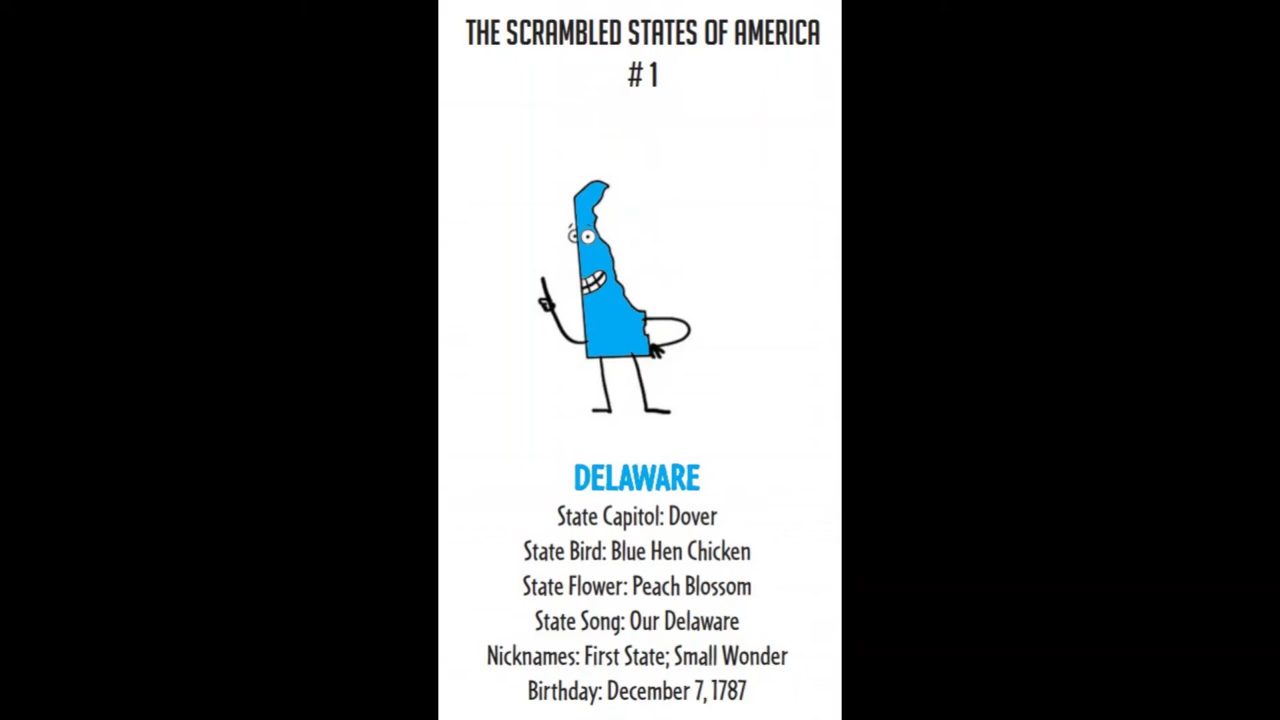 THE SCRAMBLED STATES OF AMERICA
# 1
DELAWARE
State Capitol: Dover
State Bird: Blue Hen Chicken
State Flower: Peach Blossom
State Song: Our Delaware
Nicknames: First State; Small Wonder
Birthday: December 7, 1787